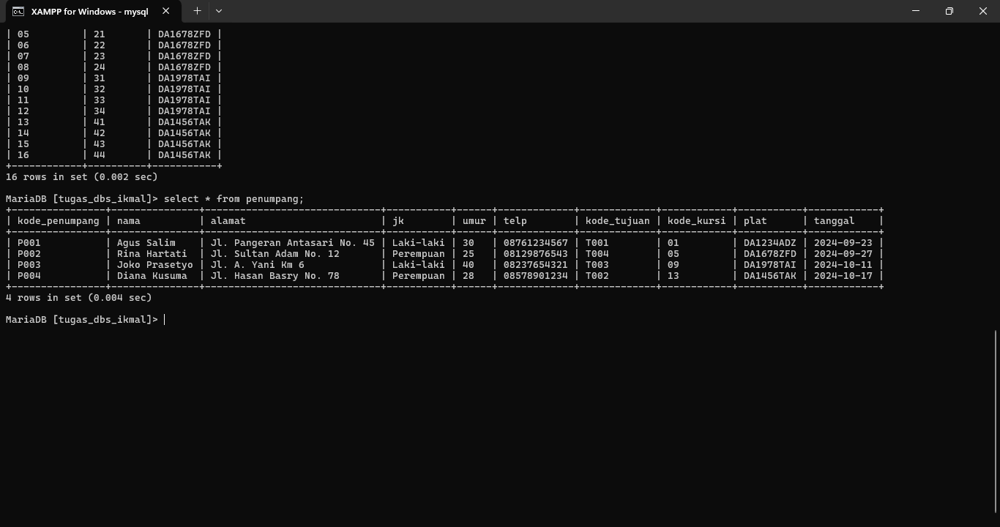 XAMPP for Windows - mysql
| 05         | 21       | DA1678ZFD |
| 06         | 22       | DA1678ZFD |
| 07         | 23       | DA1678ZFD |
| 08         | 24       | DA1678ZFD |
| 09         | 31       | DA1978TAI |
| 10         | 32       | DA1978TAI |
| 11         | 33       | DA1978TAI |
| 12         | 34       | DA1978TAI |
| 13         | 41       | DA1456TAK |
| 14         | 42       | DA1456TAK |
| 15         | 43       | DA1456TAK |
| 16         | 44       | DA1456TAK |
+------------+----------+-----------+
16 rows in set (0.002 sec)
MariaDB [tugas_dbs_ikmal]> select * from penumpang;
+----------------+---------------+------------------------------+-----------+------+-------------+-------------+------------+-----------+------------+
| kode_penumpang | nama          | alamat                       | jk        | umur | telp        | kode_tujuan | kode_kursi | plat      | tanggal    |
+----------------+---------------+------------------------------+-----------+------+-------------+-------------+------------+-----------+------------+
| P001           | Agus Salim    | Jl. Pangeran Antasari No. 45 | Laki-laki | 30   | 08761234567 | T001        | 01         | DA1234ADZ | 2024-09-23 |
| P002           | Rina Hartati  | Jl. Sultan Adam No. 12       | Perempuan | 25   | 08129876543 | T004        | 05         | DA1678ZFD | 2024-09-27 |
| P003           | Joko Prasetyo | Jl. A. Yani Km 6             | Laki-laki | 40   | 08237654321 | T003        | 09         | DA1978TAI | 2024-10-11 |
| P004           | Diana Kusuma  | Jl. Hasan Basry No. 78       | Perempuan | 28   | 08578901234 | T002        | 13         | DA1456TAK | 2024-10-17 |
+----------------+---------------+------------------------------+-----------+------+-------------+-------------+------------+-----------+------------+
4 rows in set (0.004 sec)
MariaDB [tugas_dbs_ikmal]>